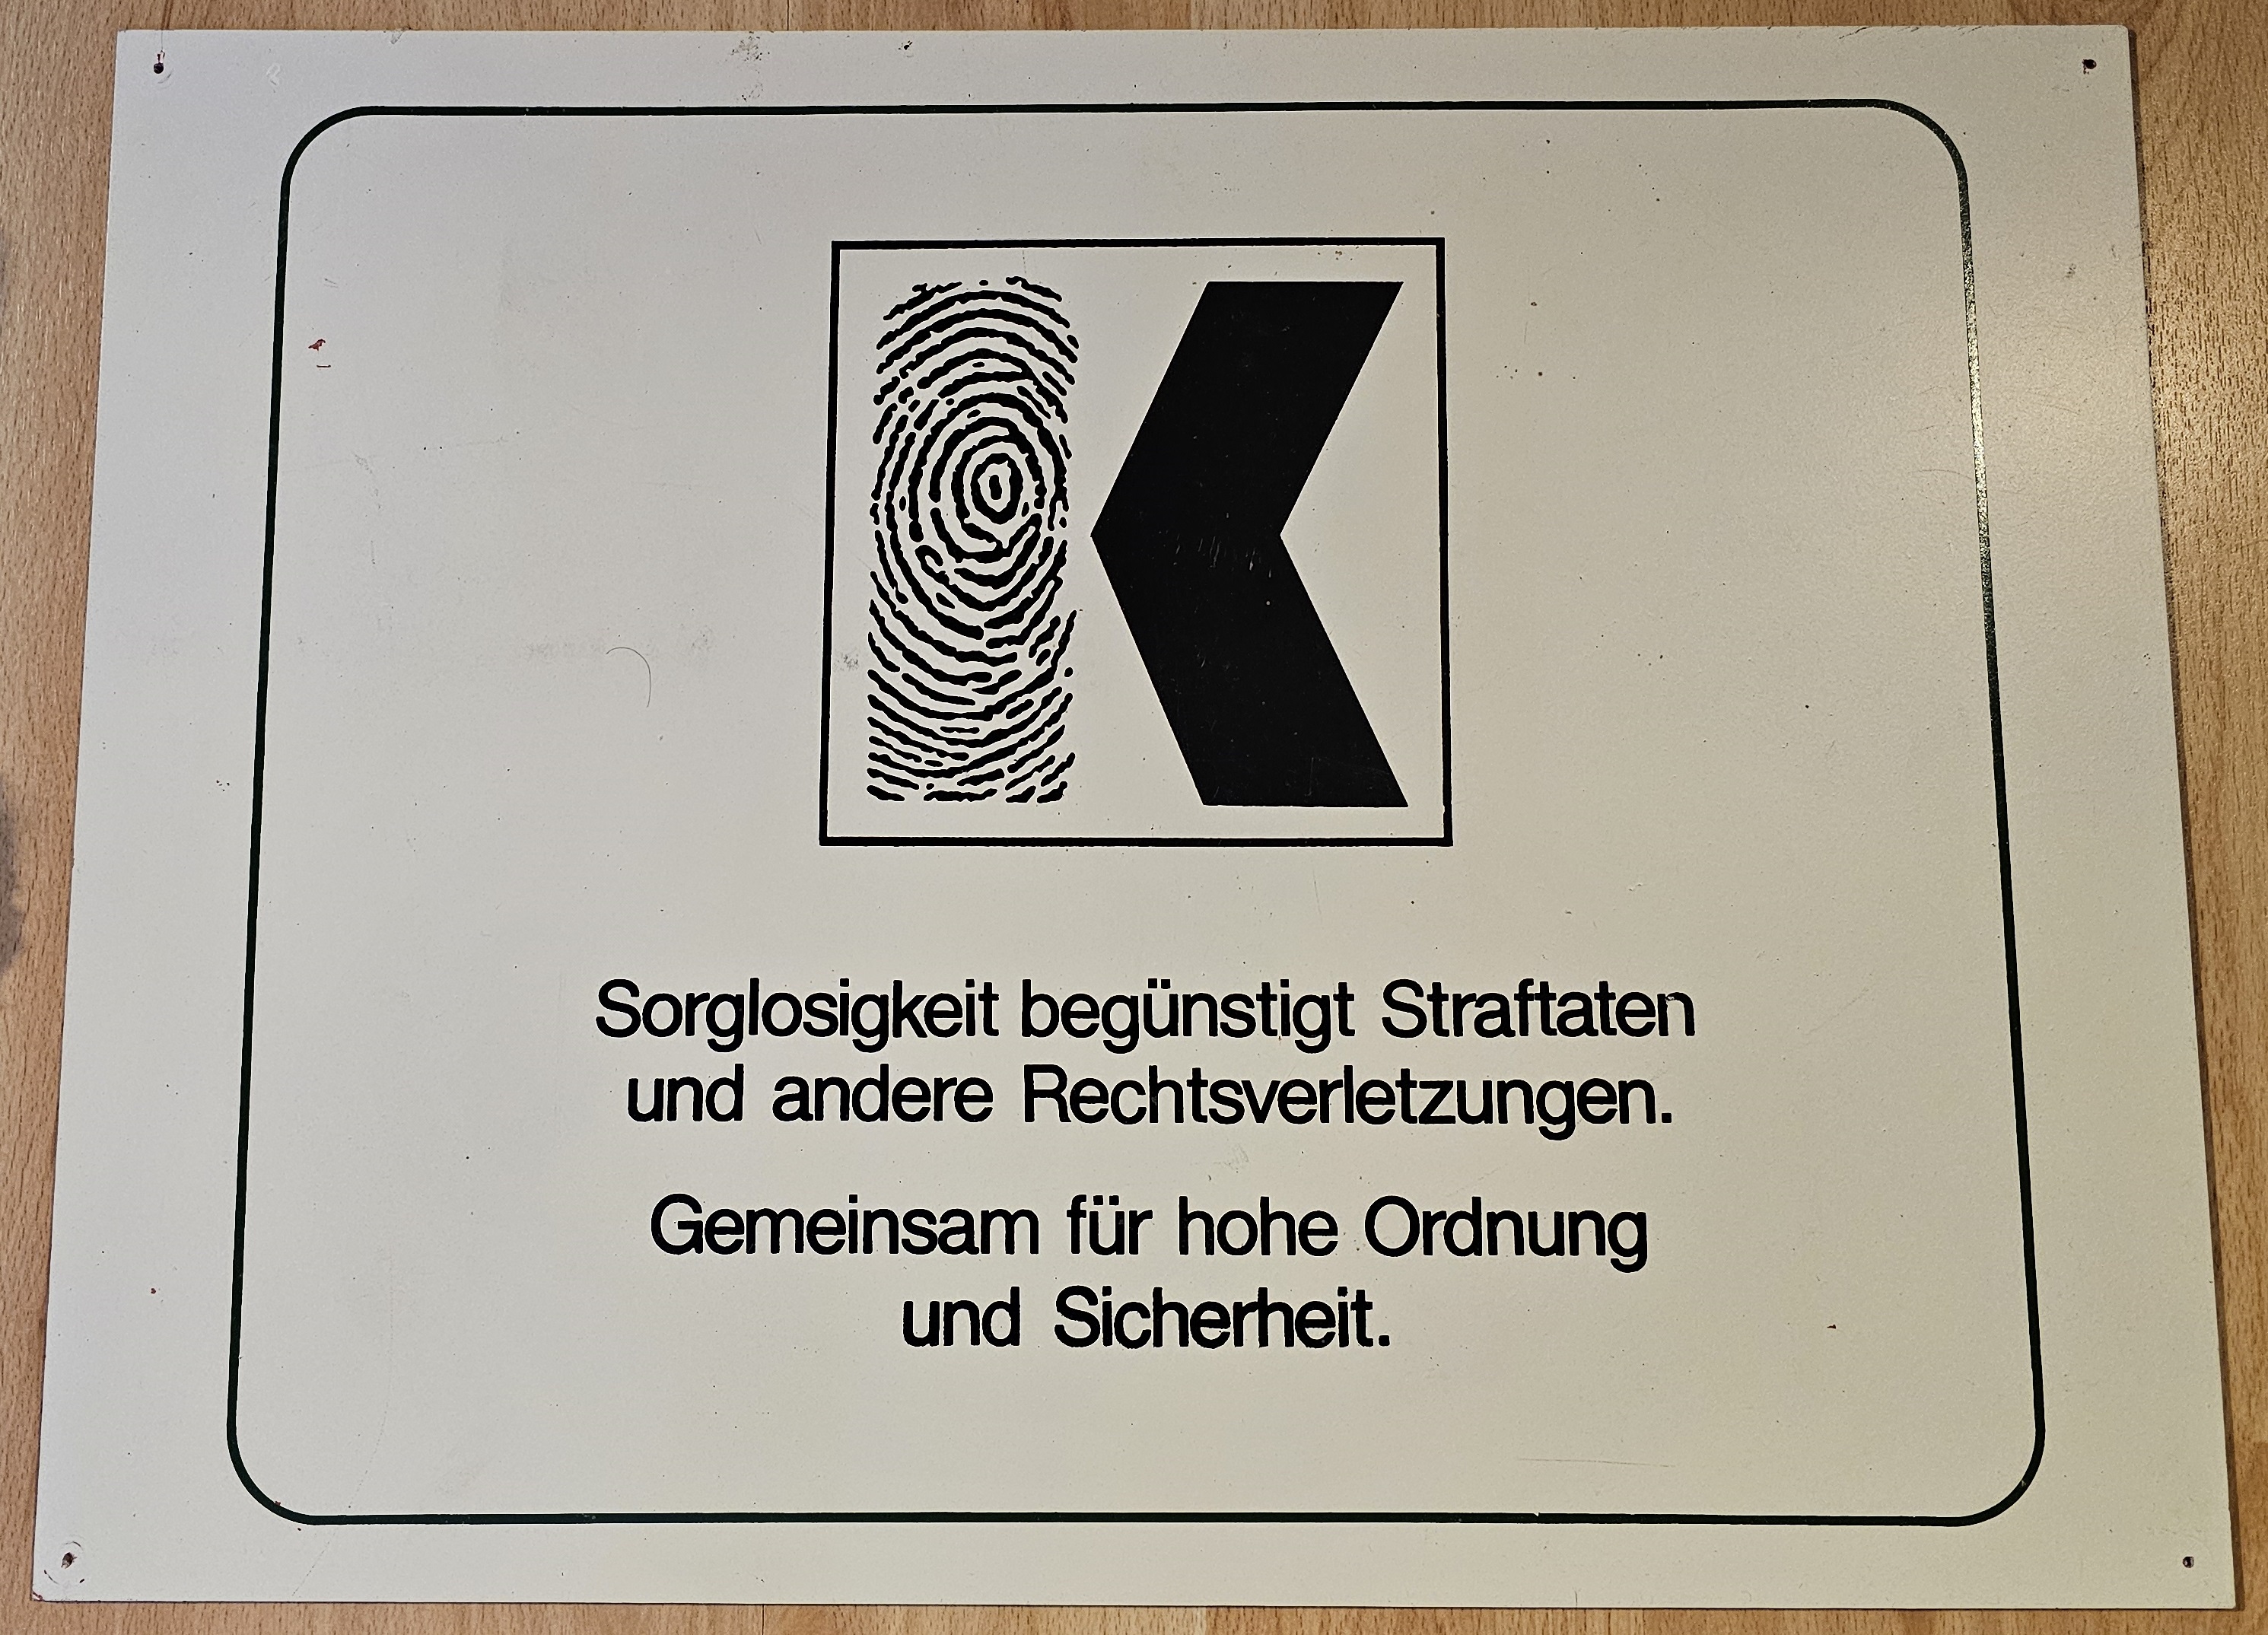 K
Sorglosigkeit begünstigt Straftaten
und andere Rechtsverletzungen.
Gemeinsam für hohe Ordnung
und Sicherheit.